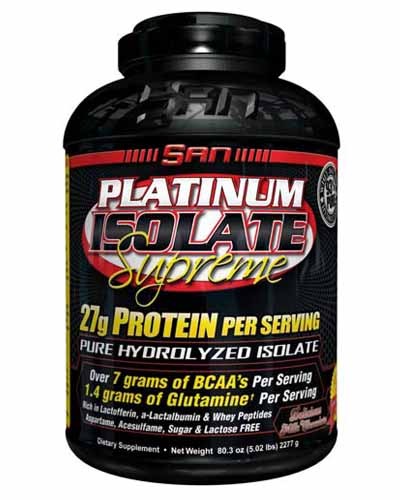 SAN
SAN
PLATINUM
ISOLATE
Supreme
27g PROTEIN PER SERVING
PURE HYDROLYZED ISOLATE
Over 7 grams of BCAA's Per Serving
1.4 grams of Glutamine† Per Serving
Rich in Lactoferrin, a-Lactalbumin & Whey Peptides
Aspartame, Acesulfame, Sugar & Lactose FREE
Delicious
Dietary Supplement • Net Weight 80.3 oz (5.02 lbs) 2277 g